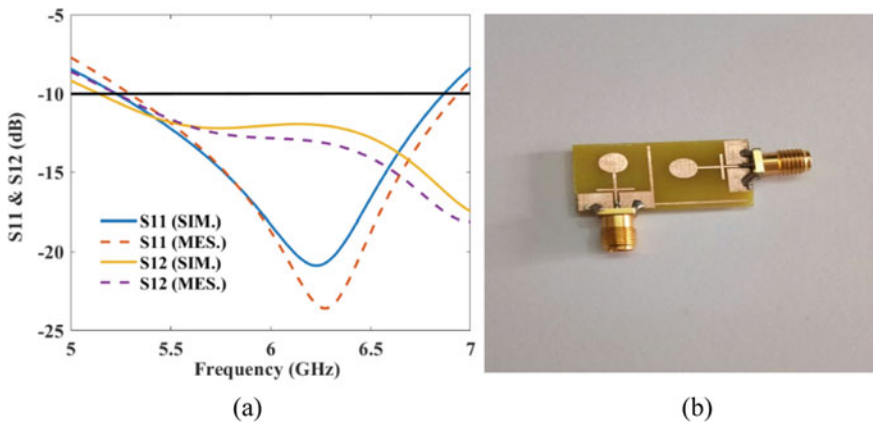 -5
-10
-15
-20
-25
S11 & S12 (dB)
S11 (SIM.)
S11 (MES.)
S12 (SIM.)
S12 (MES.)
5 5.5 6 6.5 7
Frequency (GHz)
(a) (b)